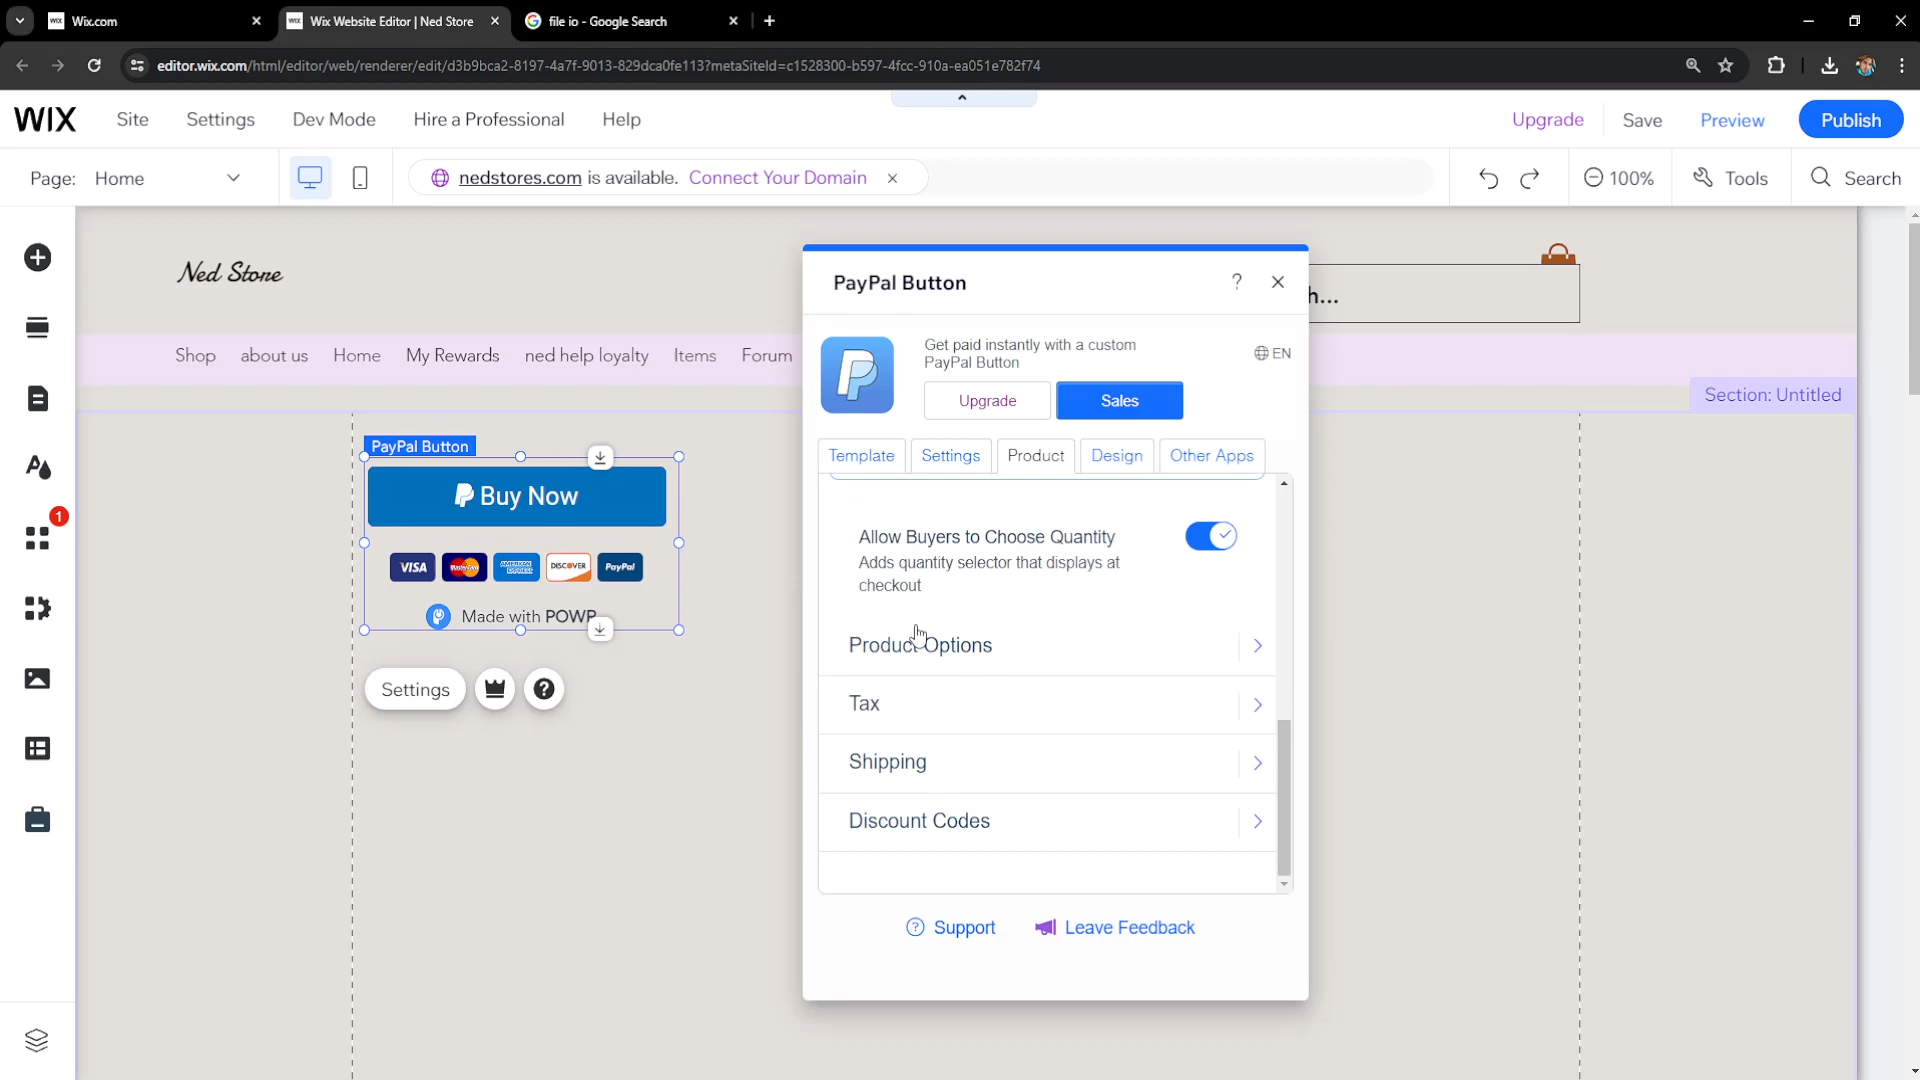 Wix.com
Wix Website Editor | Ned Store
file io - Google Search
editor.wix.com/html/editor/web/renderer/edit/d3b9bca2-8197-4a7f-9013-829dca0fe113?metaSiteId=c1528300-b597-4fcc-910a-ea051e782f74
WIX
Site
Settings
Dev Mode
Hire a Professional
Help
Upgrade
Save
Preview
Publish
Page: Home
nedstores.com is available. Connect Your Domain
100%
Tools
Search
Ned Store
h...
Shop
about us
Home
My Rewards
ned help loyalty
Items
Forum
Section: Untitled
1
PayPal Button
Buy Now
VISA
MasterCard
AMERICAN EXPRESS
DISCOVER
PayPal
Made with POWR
Settings
PayPal Button
?
Get paid instantly with a custom
PayPal Button
EN
Upgrade
Sales
Template
Settings
Product
Design
Other Apps
Allow Buyers to Choose Quantity
Adds quantity selector that displays at
checkout
Product Options
Tax
Shipping
Discount Codes
Support
Leave Feedback